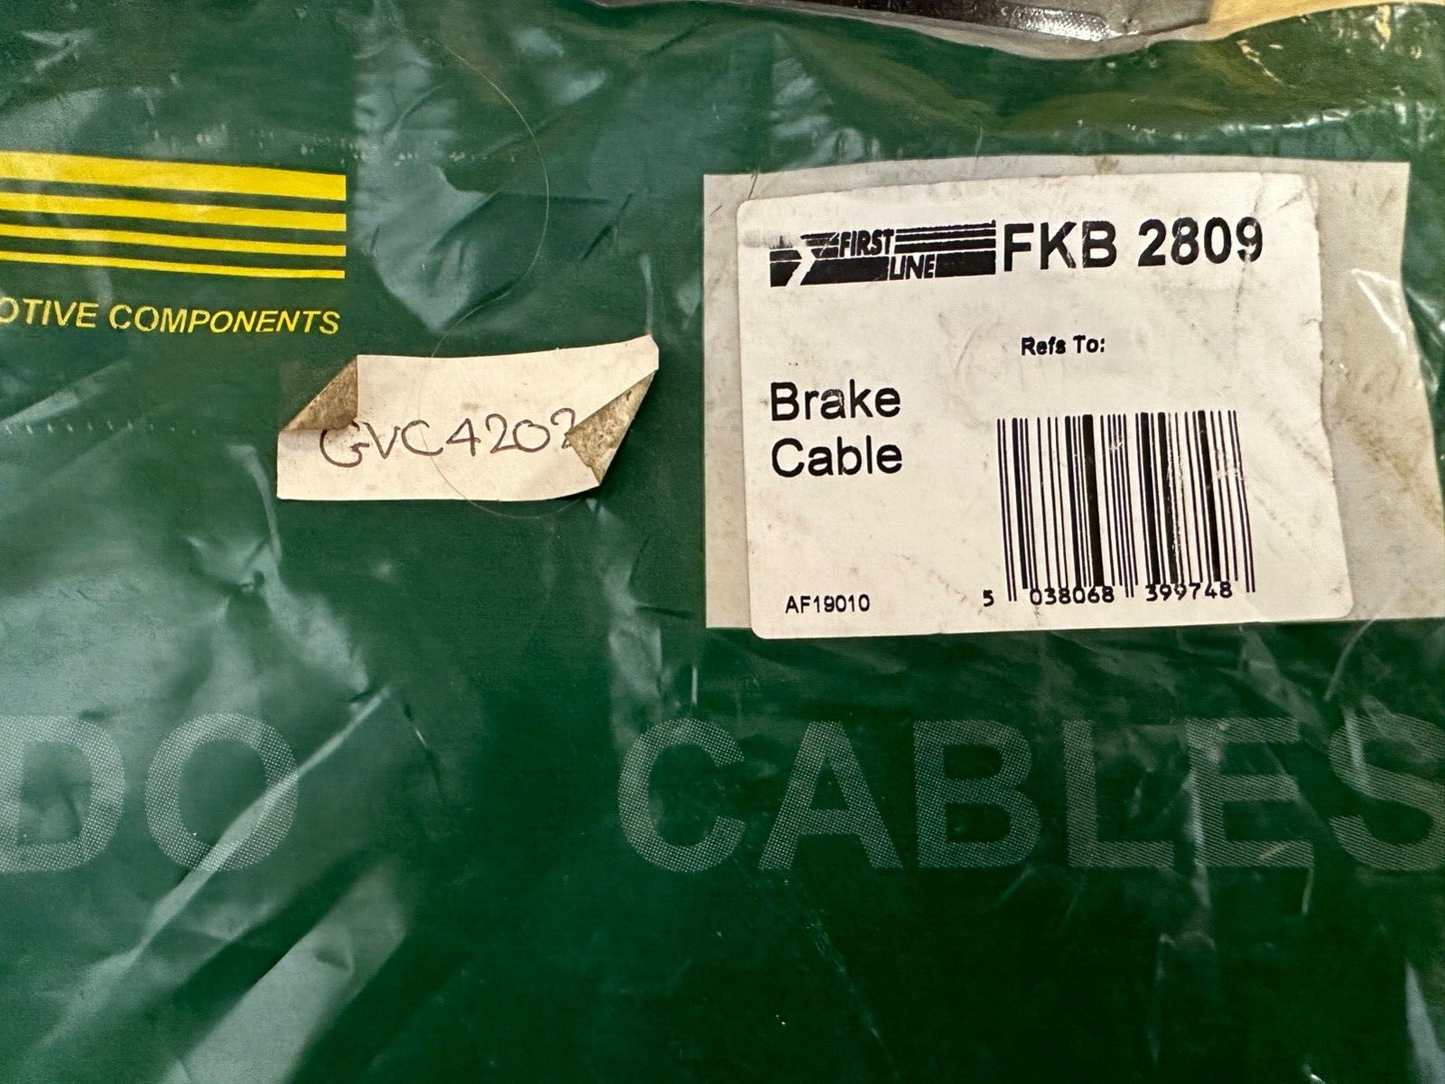 OTIVE COMPONENTS
GVC4202
FIRST LINE FKB 2809
Refs To:
Brake
Cable
AF19010
5 038068 399748
DO CABLES